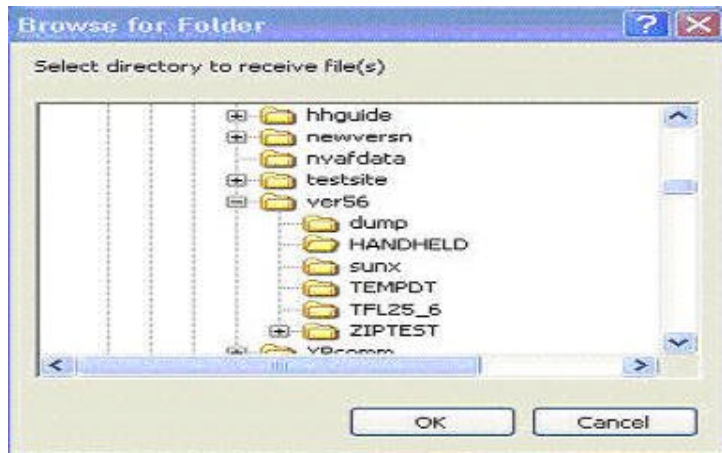 Browse for Folder
Select directory to receive file(s)
hhguide
newversn
nvafdata
testsite
ver56
dump
HANDHELD
sunx
TEMPDT
TFL25_6
ZIPTEST
OK Cancel